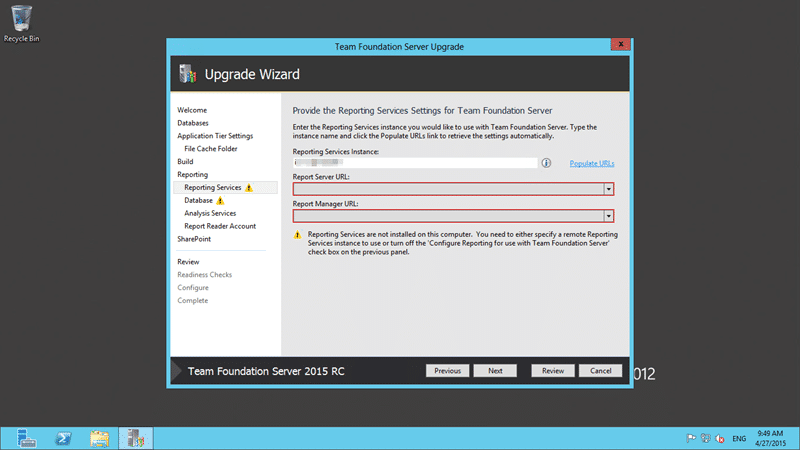 Recycle Bin
Team Foundation Server Upgrade
x
Upgrade Wizard
Welcome
Databases
Application Tier Settings
File Cache Folder
Build
Reporting
Reporting Services
Database
Analysis Services
Report Reader Account
SharePoint
Review
Readiness Checks
Configure
Complete
Provide the Reporting Services Settings for Team Foundation Server
Enter the Reporting Services instance you would like to use with Team Foundation Server. Type the
instance name and click the Populate URLs link to retrieve the settings automatically.
Reporting Services Instance:
Populate URLs
Report Server URL:
Report Manager URL:
Reporting Services are not installed on this computer. You need to either specify a remote Reporting
Services instance to use or turn off the 'Configure Reporting for use with Team Foundation Server'
check box on the previous panel.
Team Foundation Server 2015 RC
Previous
Next
Review
Cancel
012
ENG
9:49 AM
4/27/2015